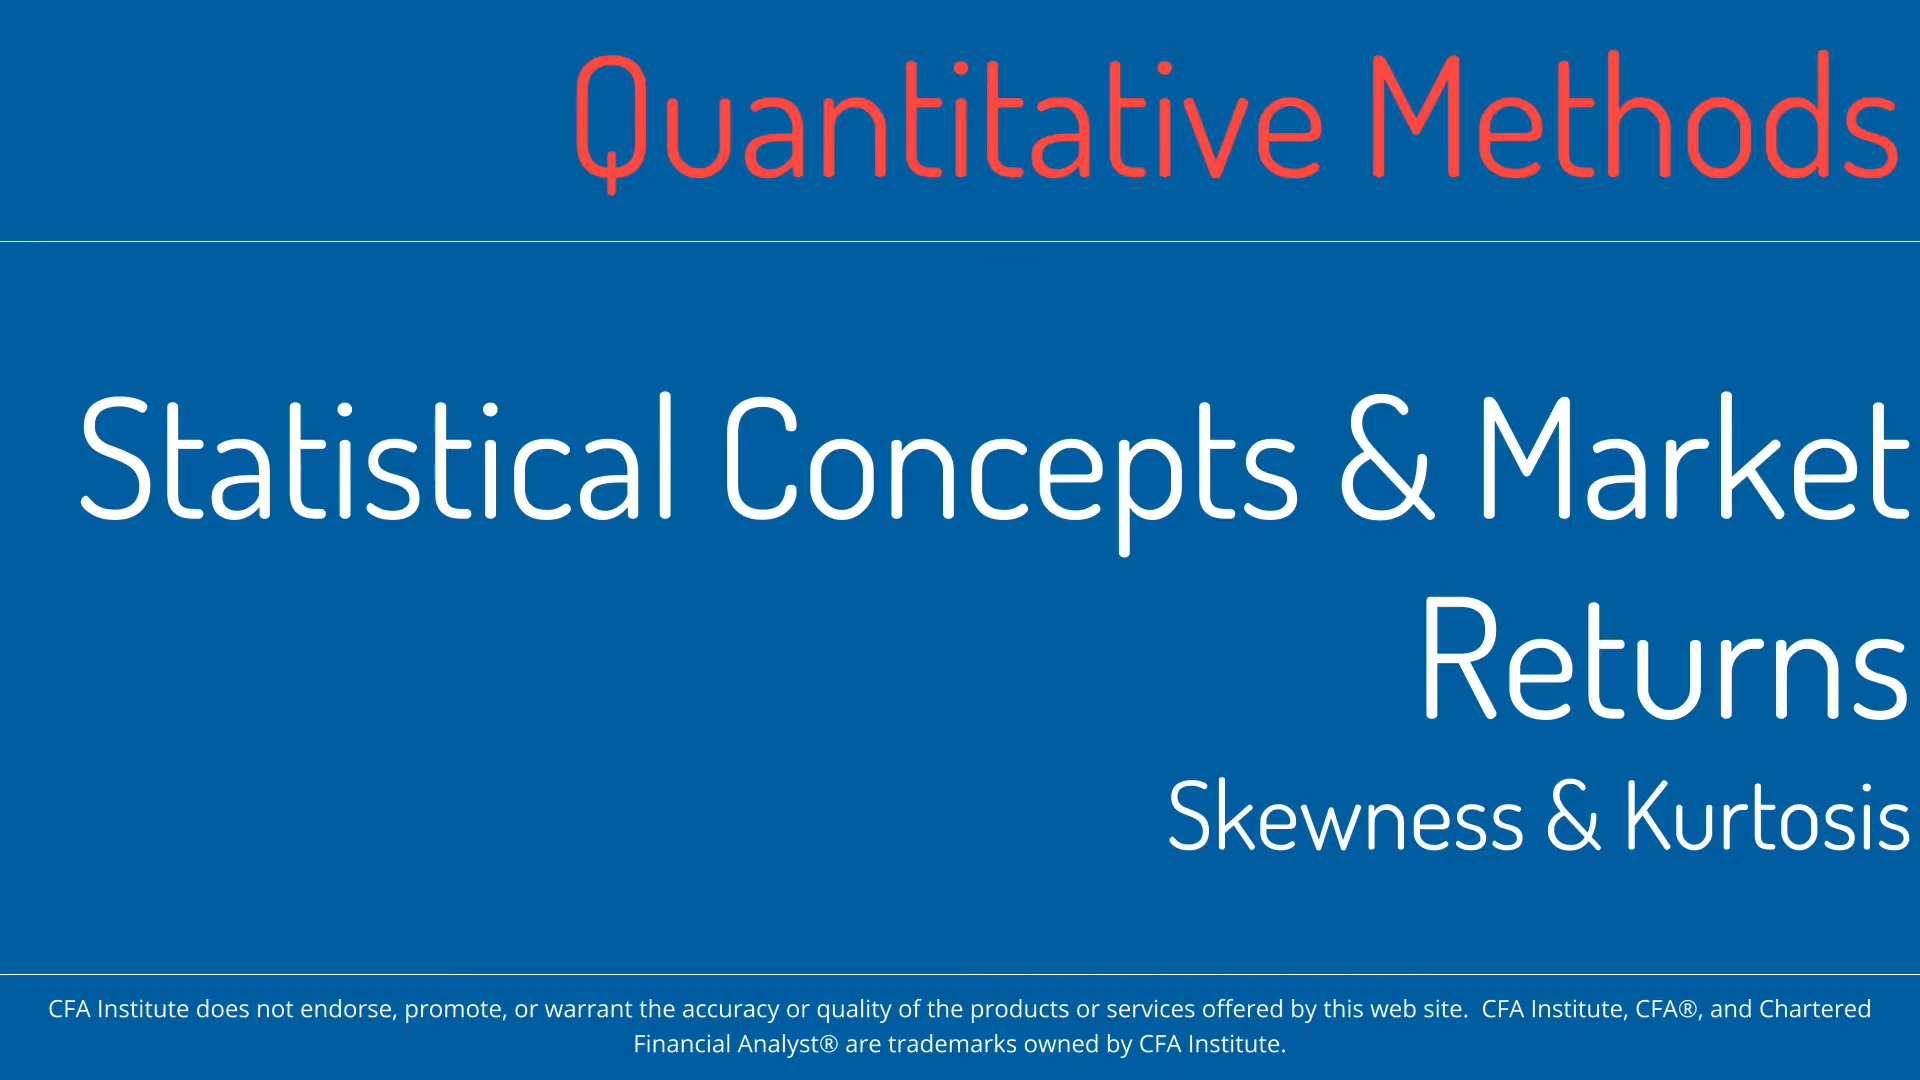 Quantitative Methods
Statistical Concepts & Market
Returns
Skewness & Kurtosis
CFA Institute does not endorse, promote, or warrant the accuracy or quality of the products or services offered by this web site.  CFA Institute, CFA®, and Chartered
Financial Analyst® are trademarks owned by CFA Institute.